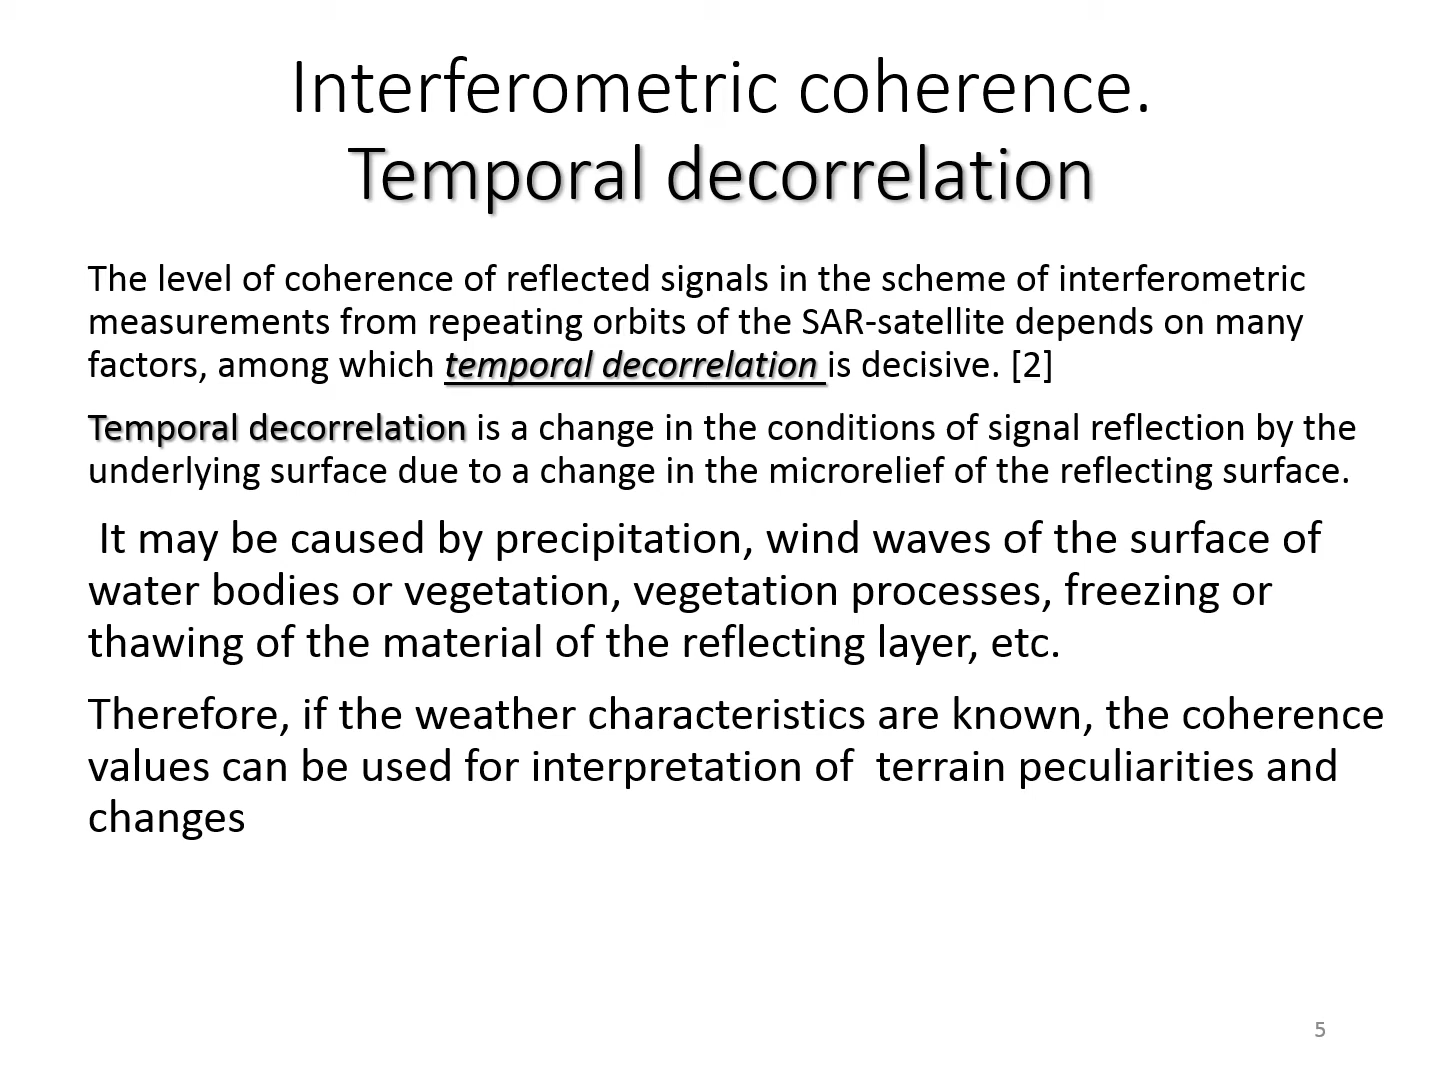 Interferometric coherence.
Temporal decorrelation
The level of coherence of reflected signals in the scheme of interferometric
measurements from repeating orbits of the SAR-satellite depends on many
factors, among which temporal decorrelation is decisive. [2]
Temporal decorrelation is a change in the conditions of signal reflection by the
underlying surface due to a change in the microrelief of the reflecting surface.
It may be caused by precipitation, wind waves of the surface of
water bodies or vegetation, vegetation processes, freezing or
thawing of the material of the reflecting layer, etc.
Therefore, if the weather characteristics are known, the coherence
values can be used for interpretation of  terrain peculiarities and
changes
5